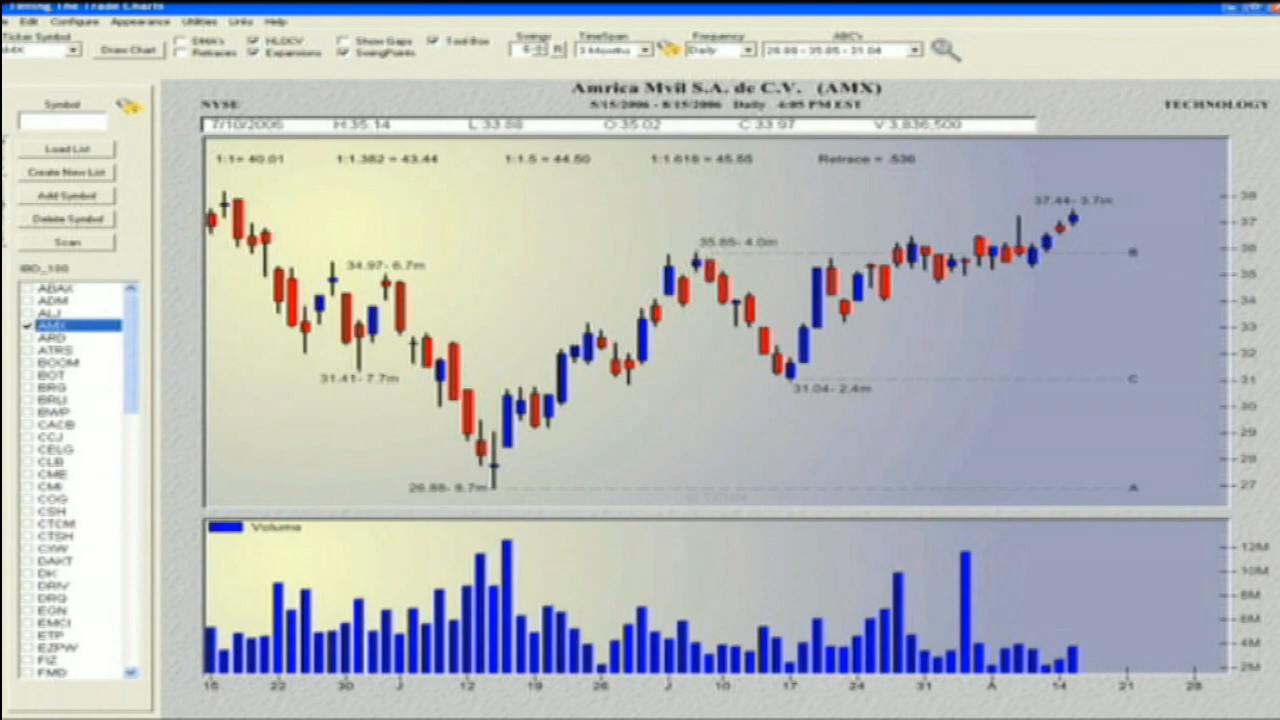 Timing The Trade Charts
Edit Configure Appearance Utilities Links Help
Ticker Symbol
AMX
Draw Chart
DMA's
Retraces
HLOCV
Expansions
Show Gaps
SwingPoints
Tool Box
Swings
TimeSpan
3 Months
Frequency
Daily
ABC's
26.88 - 35.85 - 31.04
Amrica Mvil S.A. de C.V. (AMX)
NYSE
5/15/2006 - 8/15/2006 Daily 4:05 PM EST
TECHNOLOGY
7/10/2006 H:35.14 L:33.88 O:35.02 C:33.97 V:3,836,500
1:1= 40.01 1:1.382 = 43.44 1:1.5 = 44.50 1:1.618 = 45.55 Retrace = .536
Symbol
Load List
Create New List
Add Symbol
Delete Symbol
Scan
IBD_100
ABAX
ADM
ALJ
AMX
ARD
ATRS
BOOM
BOT
BRG
BRLI
BWP
CACB
CCJ
CELG
CLB
CME
CMI
COG
CSH
CTCM
CTSH
CXW
DAKT
DK
DRIV
DRQ
EGN
EMCI
ETP
EZPW
FIZ
FMD
37.44- 3.7m
35.85- 4.0m
34.97- 6.7m
31.41- 7.7m
31.04- 2.4m
26.88- 8.7m
B
C
A
38
37
36
35
34
33
32
31
30
29
28
27
Volume
12M
10M
8M
6M
4M
2M
15 22 30 J 12 19 26 J 10 17 24 31 A 14 21 28